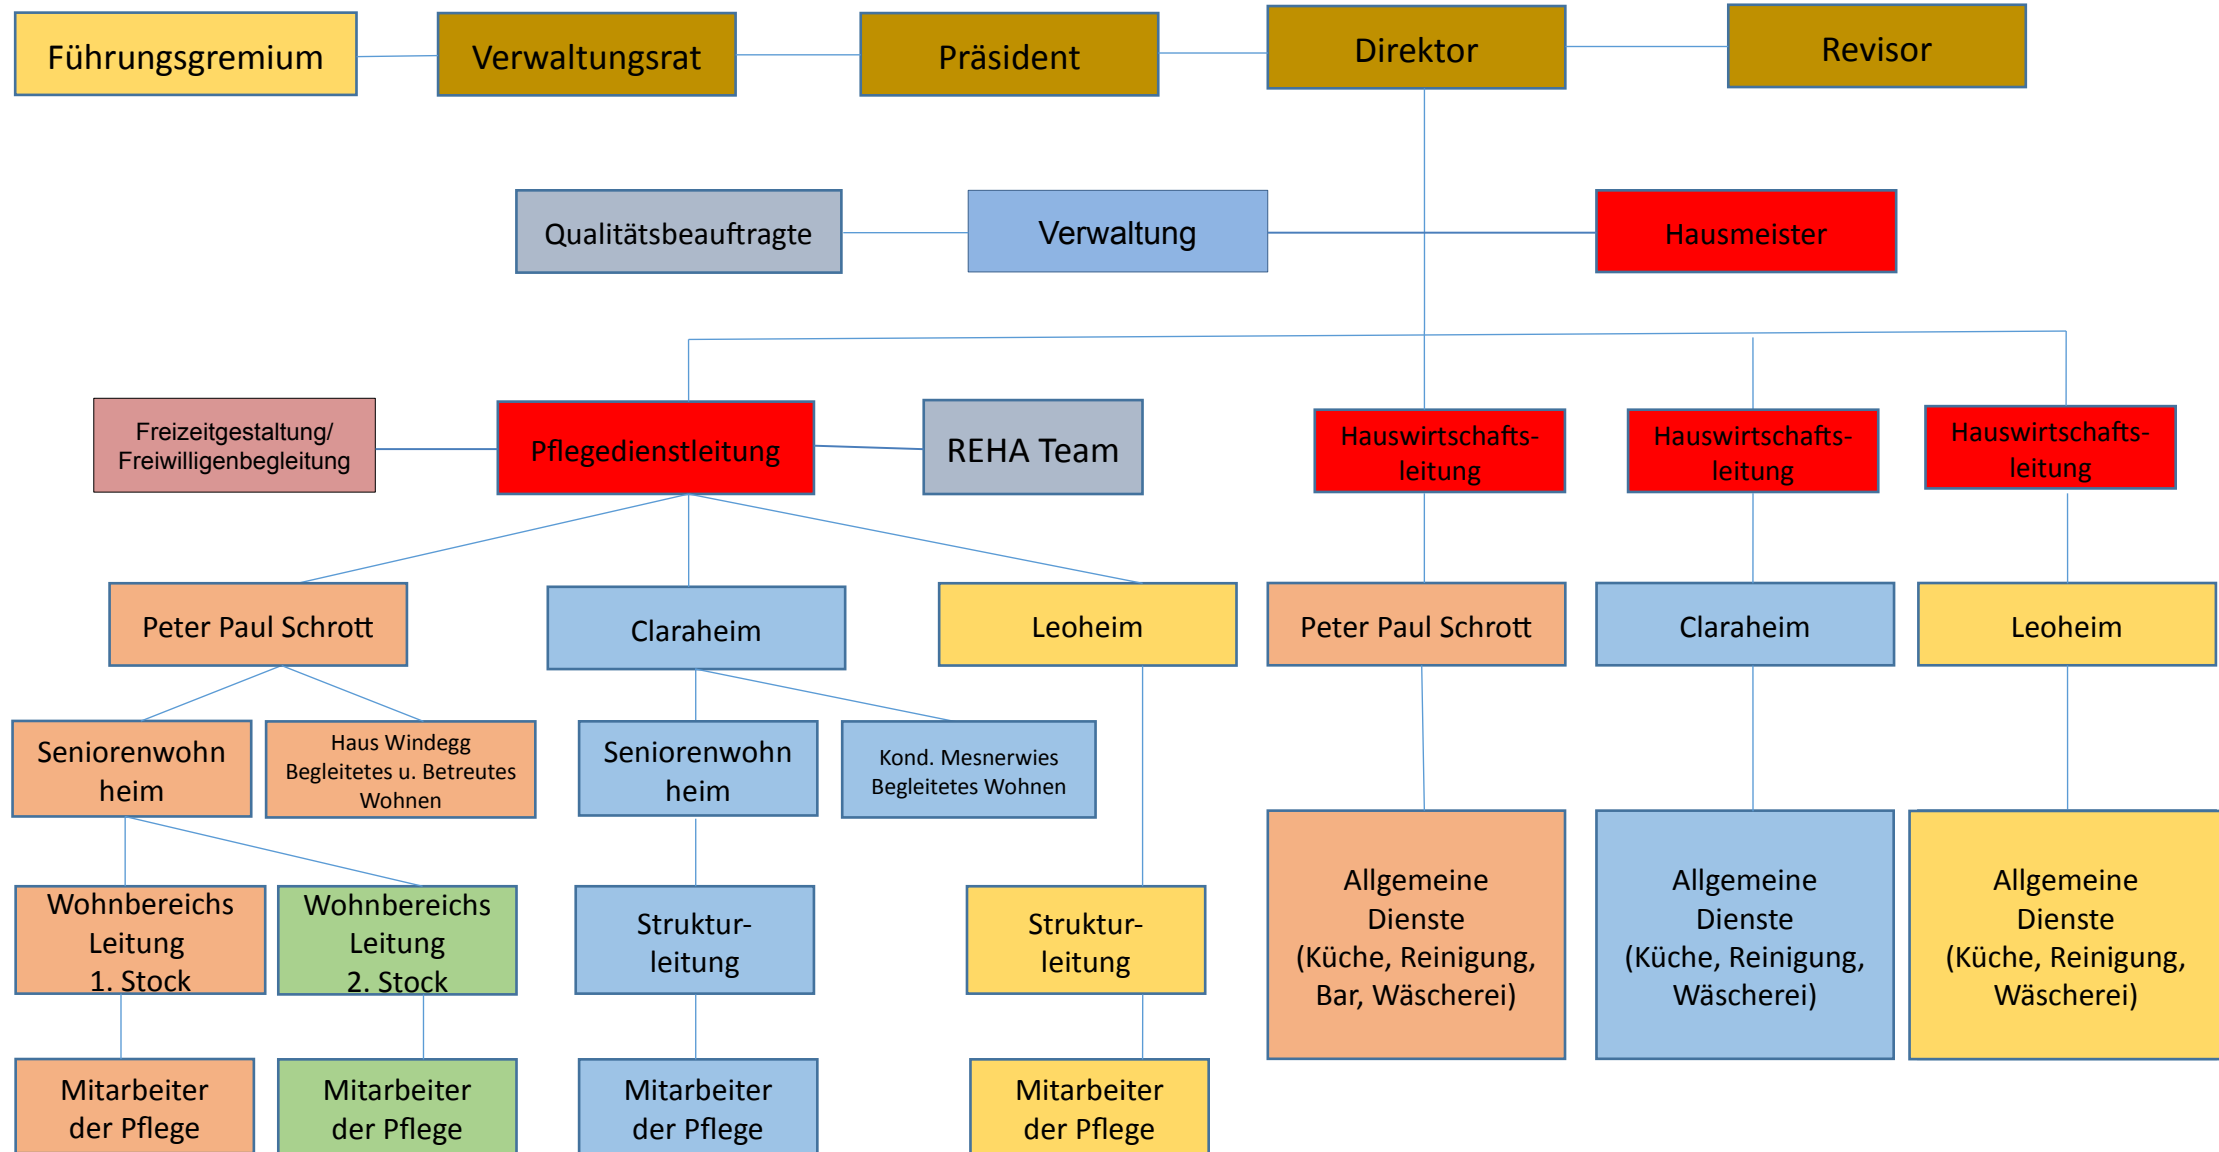 Führungsgremium
Verwaltungsrat
Präsident
Direktor
Revisor
Qualitätsbeauftragte
Verwaltung
Hausmeister
Freizeitgestaltung/
Freiwilligenbegleitung
Pflegedienstleitung
REHA Team
Hauswirtschafts-
leitung
Hauswirtschafts-
leitung
Hauswirtschafts-
leitung
Peter Paul Schrott
Claraheim
Leoheim
Peter Paul Schrott
Claraheim
Leoheim
Seniorenwohn
heim
Haus Windegg
Begleitetes u. Betreutes
Wohnen
Seniorenwohn
heim
Kond. Mesnerwies
Begleitetes Wohnen
Wohnbereichs
Leitung
1. Stock
Wohnbereichs
Leitung
2. Stock
Struktur-
leitung
Struktur-
leitung
Allgemeine
Dienste
(Küche, Reinigung,
Bar, Wäscherei)
Allgemeine
Dienste
(Küche, Reinigung,
Wäscherei)
Allgemeine
Dienste
(Küche, Reinigung,
Wäscherei)
Mitarbeiter
der Pflege
Mitarbeiter
der Pflege
Mitarbeiter
der Pflege
Mitarbeiter
der Pflege